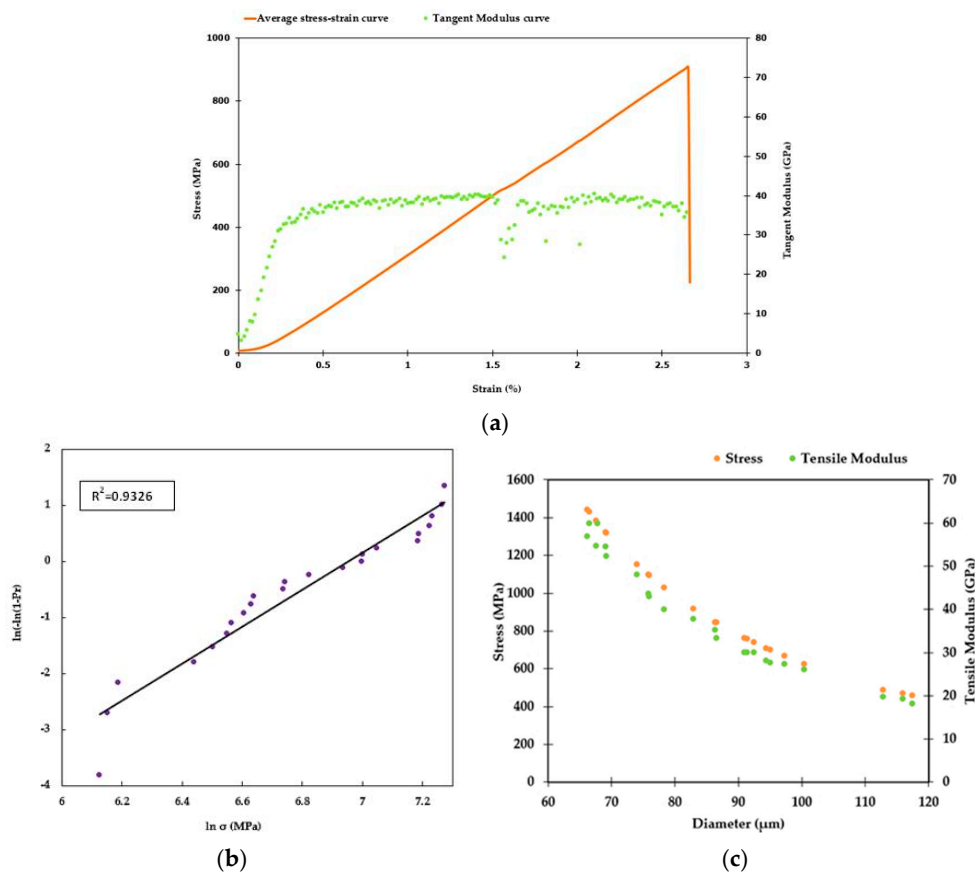 Average stress-strain curve Tangent Modulus curve
1000 80
70
800
60
600 50
40
400
30
20
200
10
0 0
0 0.5 1 1.5 2 2.5 3
Stress (MPa)
Tangent Modulus (GPa)
Strain (%)
(a)
2
1
0
-1
-2
-3
-4
R²=0.9326
ln(-ln(1-Pr)
6 6.2 6.4 6.6 6.8 7 7.2
ln σ (MPa)
(b)
Stress Tensile Modulus
1600 70
1400 60
1200 50
1000
800 40
600 30
400 20
200 10
0 0
60 70 80 90 100 110 120
Stress (MPa)
Tensile Modulus (GPa)
Diameter (μm)
(c)